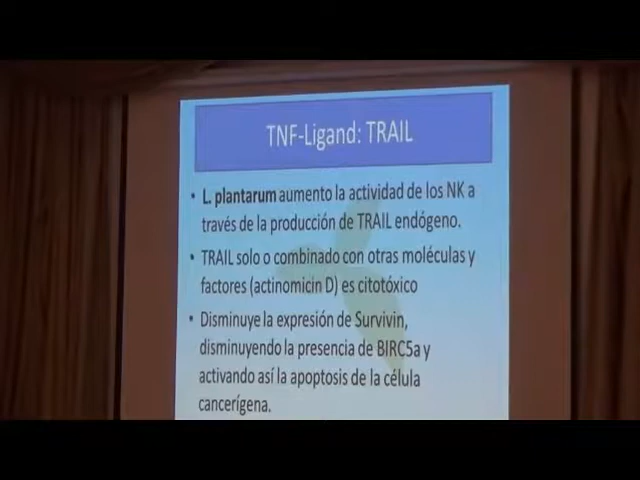 TNF-Ligand: TRAIL
• L. plantarum aumento la actividad de los NK a
través de la producción de TRAIL endógeno.
• TRAIL solo o combinado con otras moléculas y
factores (actinomicin D) es citotóxico
• Disminuye la expresión de Survivin,
disminuyendo la presencia de BIRC5a y
activando así la apoptosis de la célula
cancerígena.